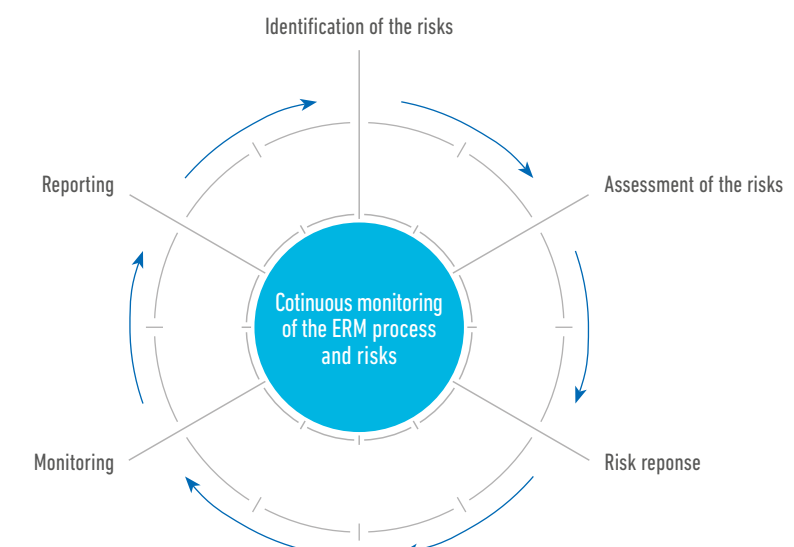 Identification of the risks
Reporting
Assessment of the risks
Cotinuous monitoring
of the ERM process
and risks
Monitoring
Risk reponse